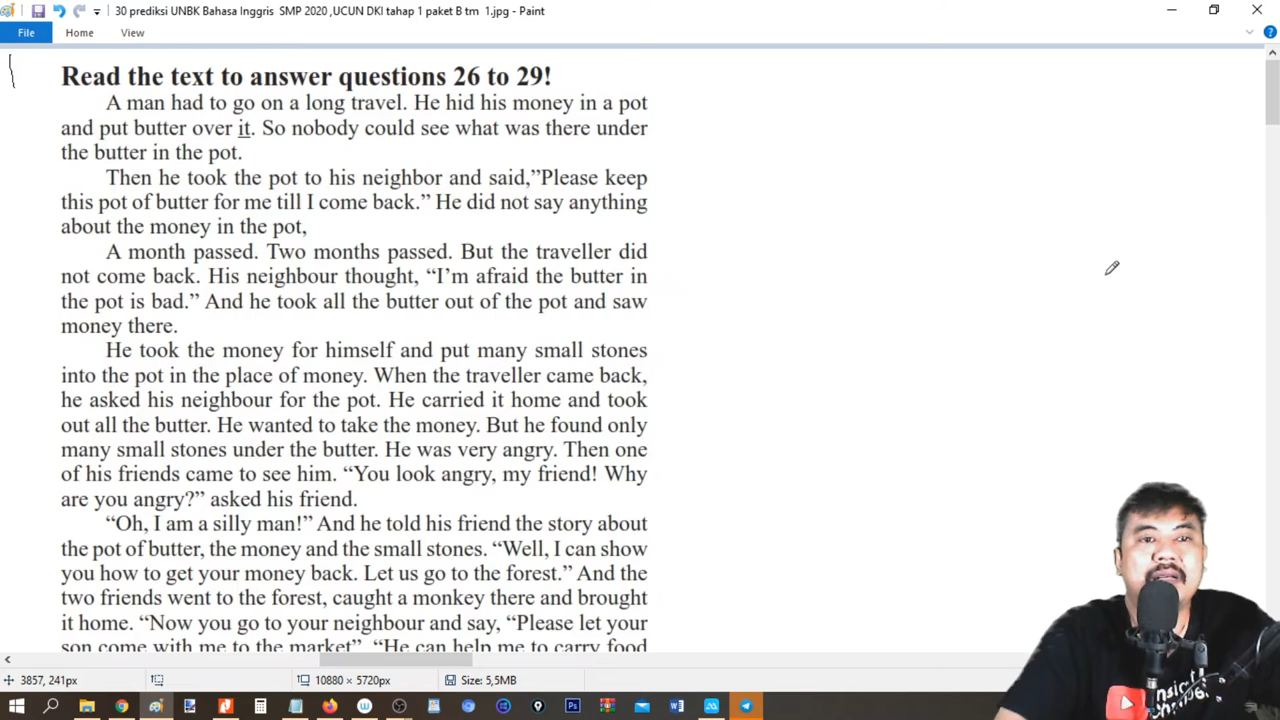 30 prediksi UNBK Bahasa Inggris  SMP 2020 ,UCUN DKI tahap 1 paket B tm  1.jpg - Paint
File Home View
Read the text to answer questions 26 to 29!
A man had to go on a long travel. He hid his money in a pot
and put butter over it. So nobody could see what was there under
the butter in the pot.
Then he took the pot to his neighbor and said,”Please keep
this pot of butter for me till I come back.” He did not say anything
about the money in the pot,
A month passed. Two months passed. But the traveller did
not come back. His neighbour thought, “I’m afraid the butter in
the pot is bad.” And he took all the butter out of the pot and saw
money there.
He took the money for himself and put many small stones
into the pot in the place of money. When the traveller came back,
he asked his neighbour for the pot. He carried it home and took
out all the butter. He wanted to take the money. But he found only
many small stones under the butter. He was very angry. Then one
of his friends came to see him. “You look angry, my friend! Why
are you angry?” asked his friend.
“Oh, I am a silly man!” And he told his friend the story about
the pot of butter, the money and the small stones. “Well, I can show
you how to get your money back. Let us go to the forest.” And the
two friends went to the forest, caught a monkey there and brought
it home. “Now you go to your neighbour and say, “Please let your
son come with me to the market”. “He can help me to carry food
3857, 241px
10880 × 5720px
Size: 5,5MB